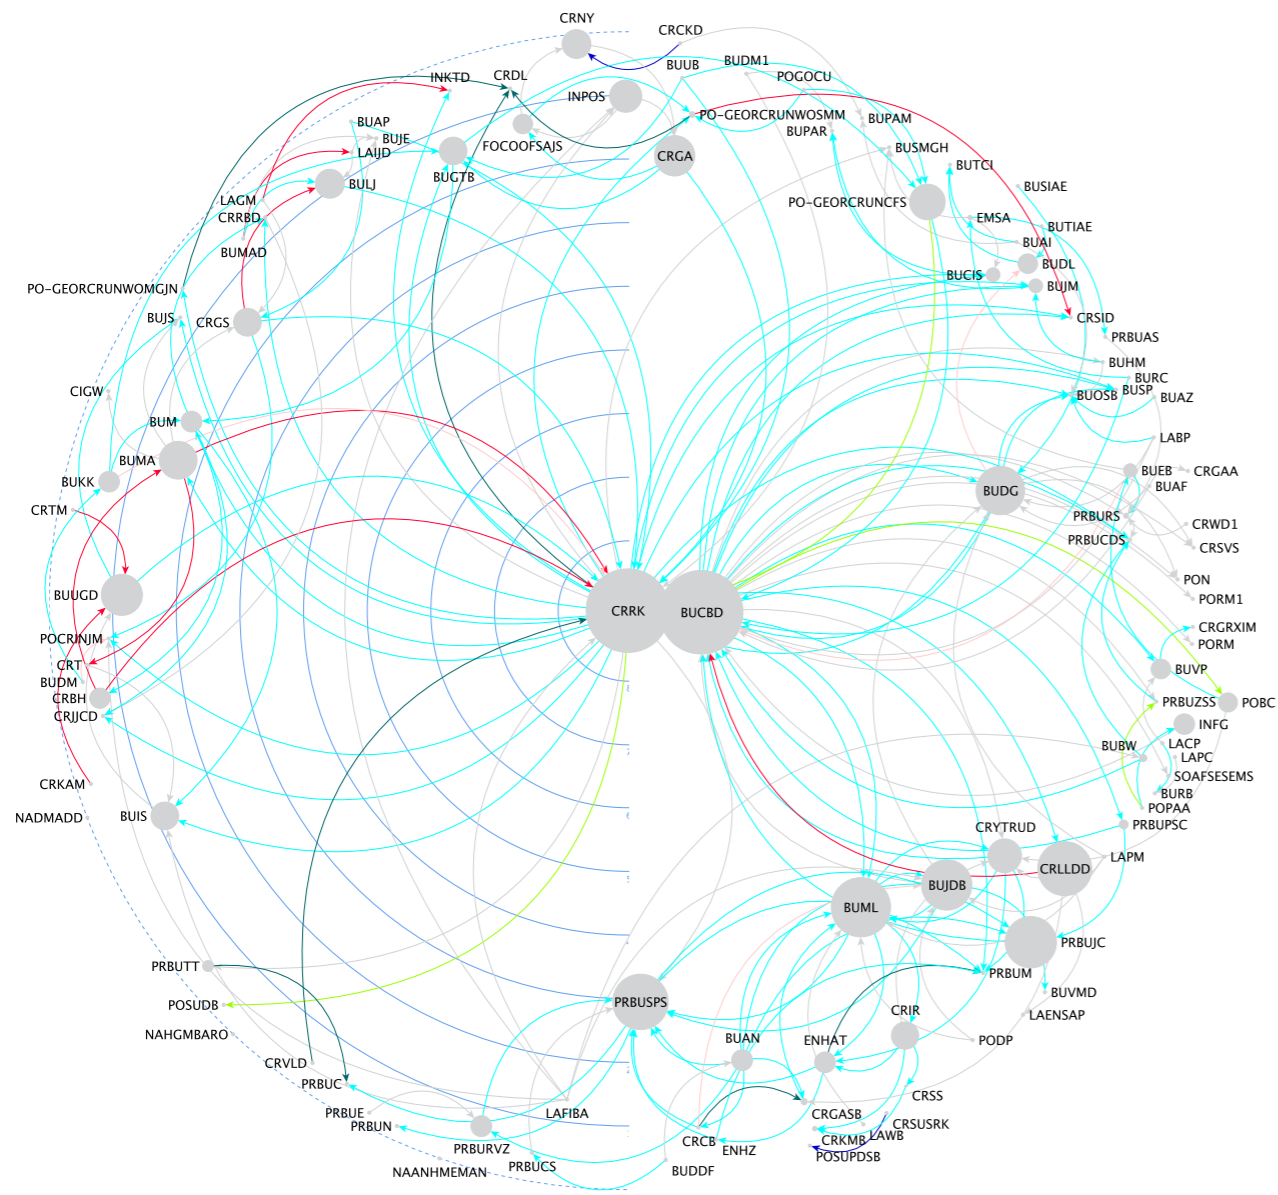 CRNY
CRCKD
BUUB
BUDM1
POGOCU
INKTD
CRDL
INPOS
PO-GEORCRUNWOSMM
BUPAM
BUPAR
BUAP
BUJE
LAIJD
FOCOOFSAJS
BUSMGH
BUTCI
CRGA
BUGTB
BULJ
BUSIAE
LAGM
PO-GEORCRUNCFS
CRRBD
EMSA
BUTIAE
BUAI
BUMAD
BUDL
BUCIS
BUJM
PO-GEORCRUNWOMGJN
BUJS
CRGS
CRSID
PRBUAS
BUHM
BURC
CIGW
BUSP
BUOSB
BUAZ
BUM
LABP
BUMA
BUEB
CRGAA
BUKK
BUAF
BUDG
CRTM
PRBURS
CRWD1
PRBUCDS
CRSVS
PON
BUUGD
PORM1
CRRK
BUCBD
CRGRXIM
POCRINJM
PORM
CRT
BUVP
BUDM
CRBH
PRBUZSS
POBC
CRJJCD
INFG
BUBW
LACP
LAPC
SOAFSESEMS
CRKAM
BURB
POPAA
NADMADD
BUIS
PRBUPSC
CRYTRUD
LAPM
CRLLDD
BUJDB
BUML
PRBUJC
PRBUTT
PRBUM
BUVMD
POSUDB
PRBUSPS
CRIR
LAENSAP
NAHGMBARO
BUAN
ENHAT
PODP
CRVLD
PRBUC
CRSS
PRBUE
LAFIBA
CRGASB
CRSUSRK
PRBUN
LAWB
CRCB
CRKMB
PRBURVZ
ENHZ
POSUPDSB
PRBUCS
NAANHMEMAN
BUDDF